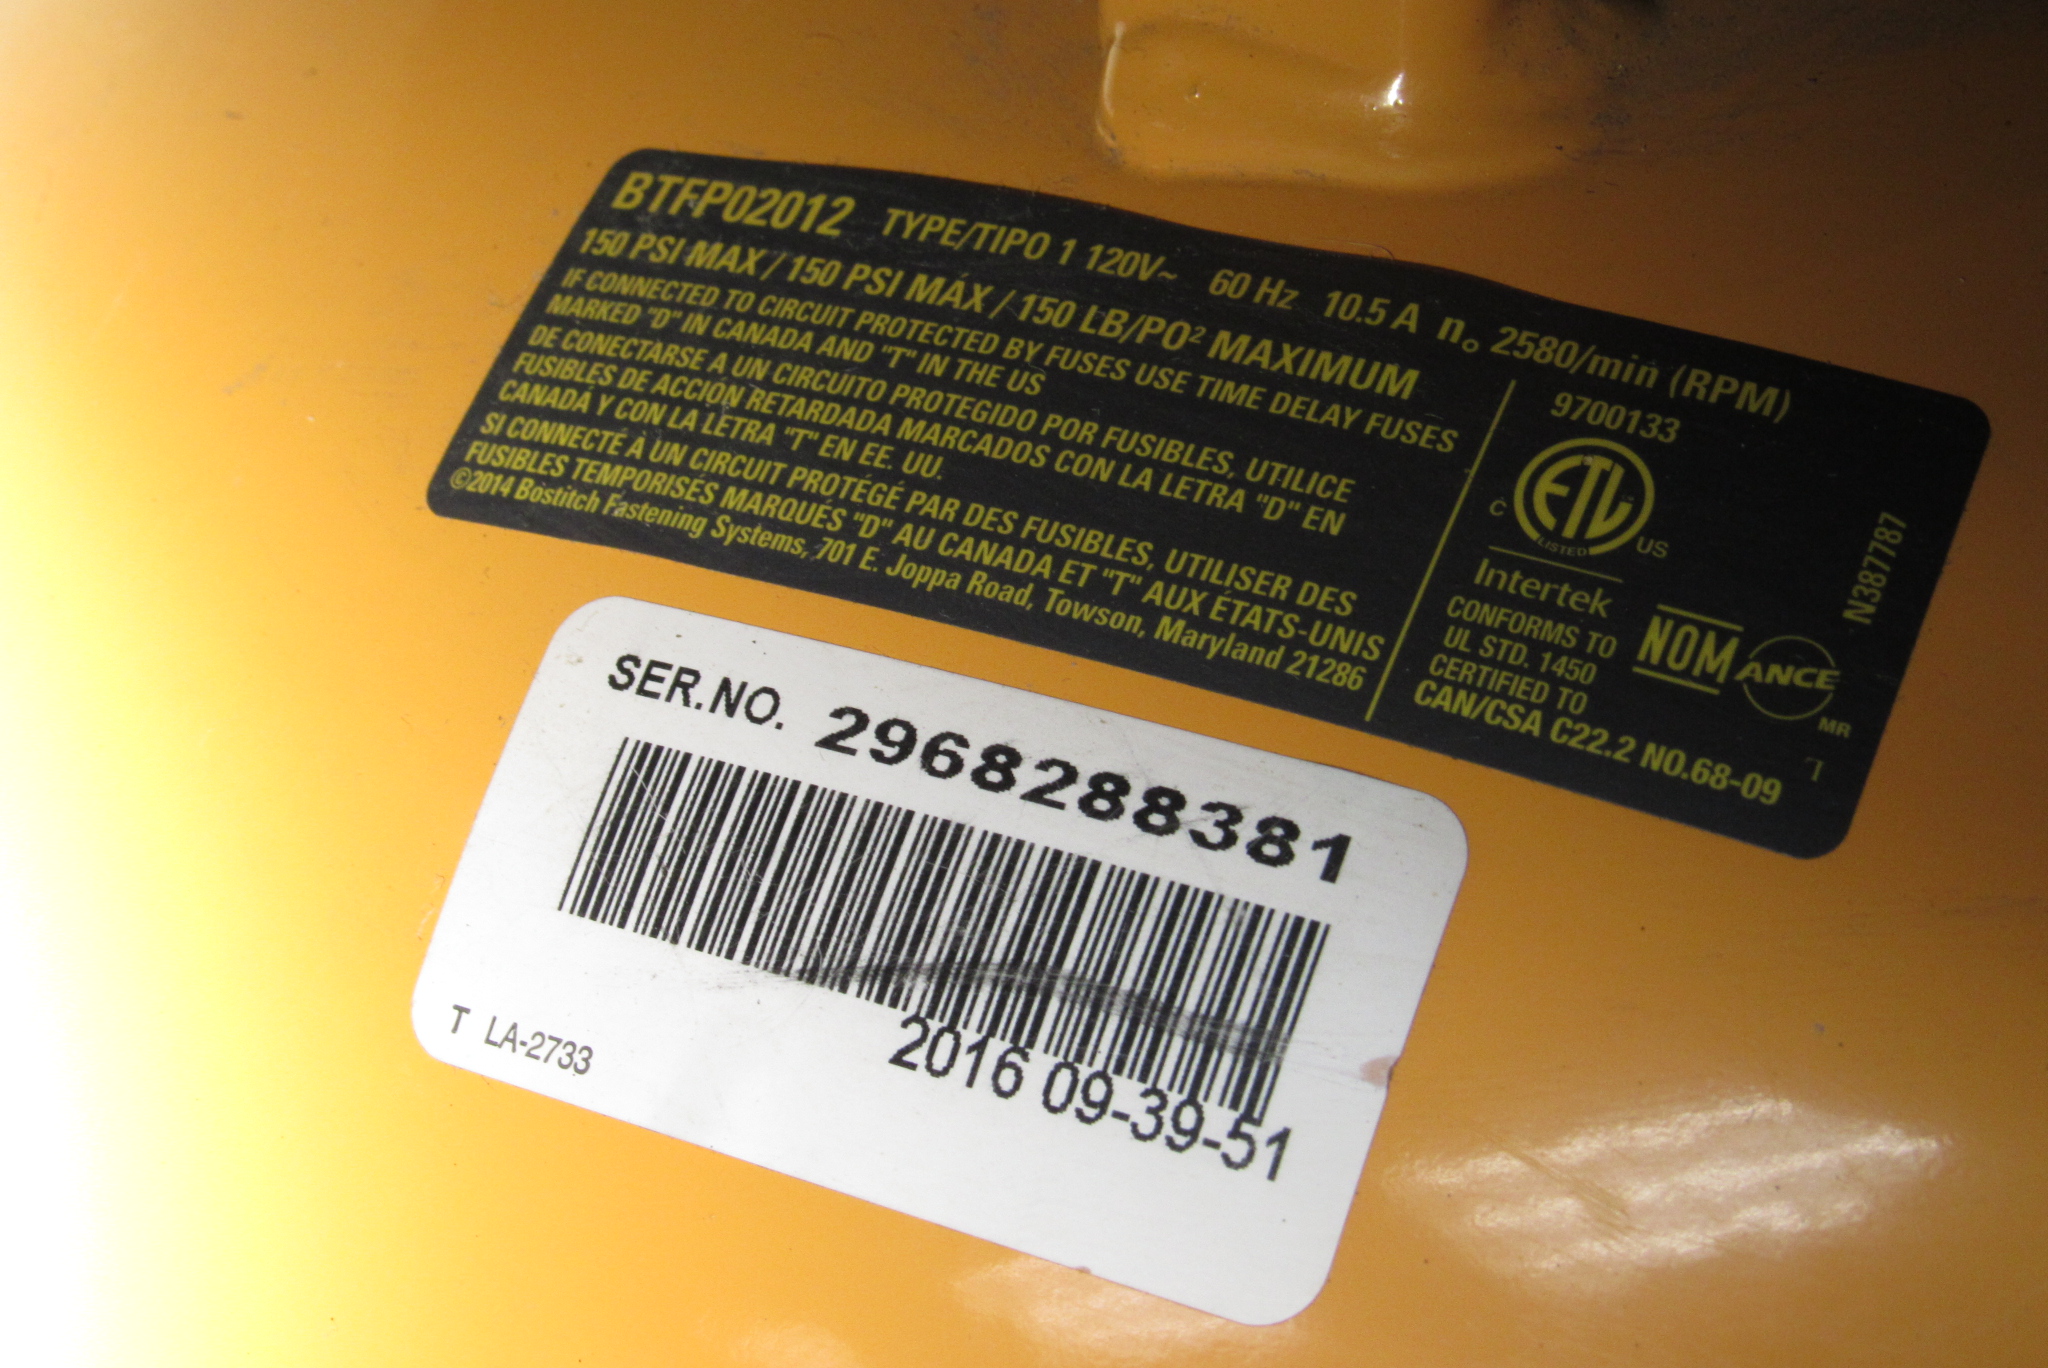 BTFP02012 TYPE/TIPO 1 120V~ 60 Hz 10.5 A n₀ 2580/min (RPM)
150 PSI MAX / 150 PSI MÁX / 150 LB/PO² MAXIMUM
IF CONNECTED TO CIRCUIT PROTECTED BY FUSES USE TIME DELAY FUSES
MARKED "D" IN CANADA AND "T" IN THE US
DE CONECTARSE A UN CIRCUITO PROTEGIDO POR FUSIBLES, UTILICE
FUSIBLES DE ACCIÓN RETARDADA MARCADOS CON LA LETRA "D" EN
CANADÁ Y CON LA LETRA "T" EN EE. UU.
SI CONNECTÉ À UN CIRCUIT PROTÉGÉ PAR DES FUSIBLES, UTILISER DES
FUSIBLES TEMPORISÉS MARQUÉS "D" AU CANADA ET "T" AUX ÉTATS-UNIS
©2014 Bostitch Fastening Systems, 701 E. Joppa Road, Towson, Maryland 21286
9700133
C ETL US
LISTED
Intertek
CONFORMS TO
UL STD. 1450
CERTIFIED TO
CAN/CSA C22.2 NO.68-09
NOM ANCE
MR
N387787
SER.NO. 2968288381
2016 09-39-51
T LA-2733